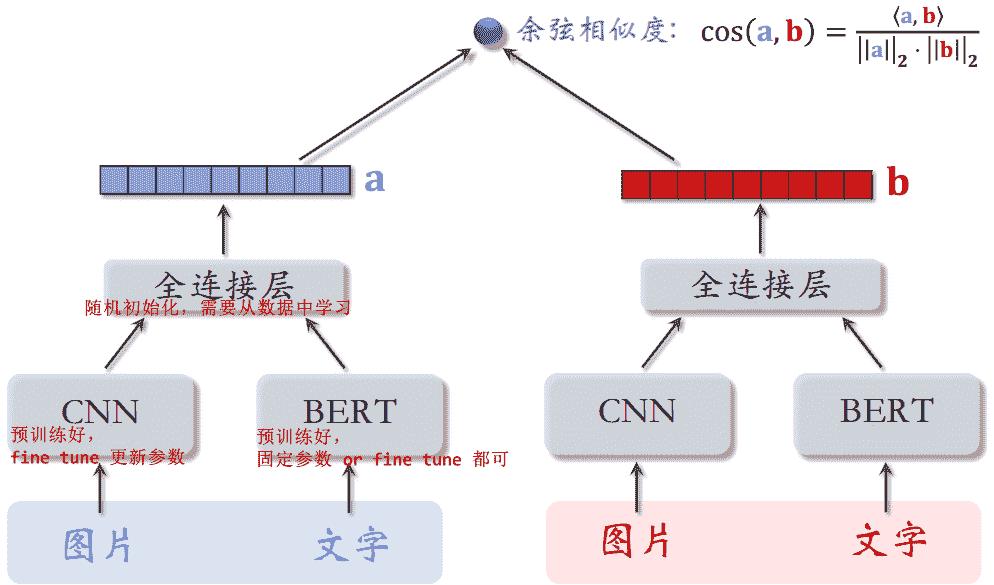 余弦相似度: cos(a, b) = ⟨a, b⟩ / ||a||₂ · ||b||₂
a
b
全连接层
随机初始化, 需要从数据中学习
全连接层
CNN
预训练好,
fine tune 更新参数
BERT
预训练好,
固定参数 or fine tune 都可
CNN
BERT
图片
文字
图片
文字